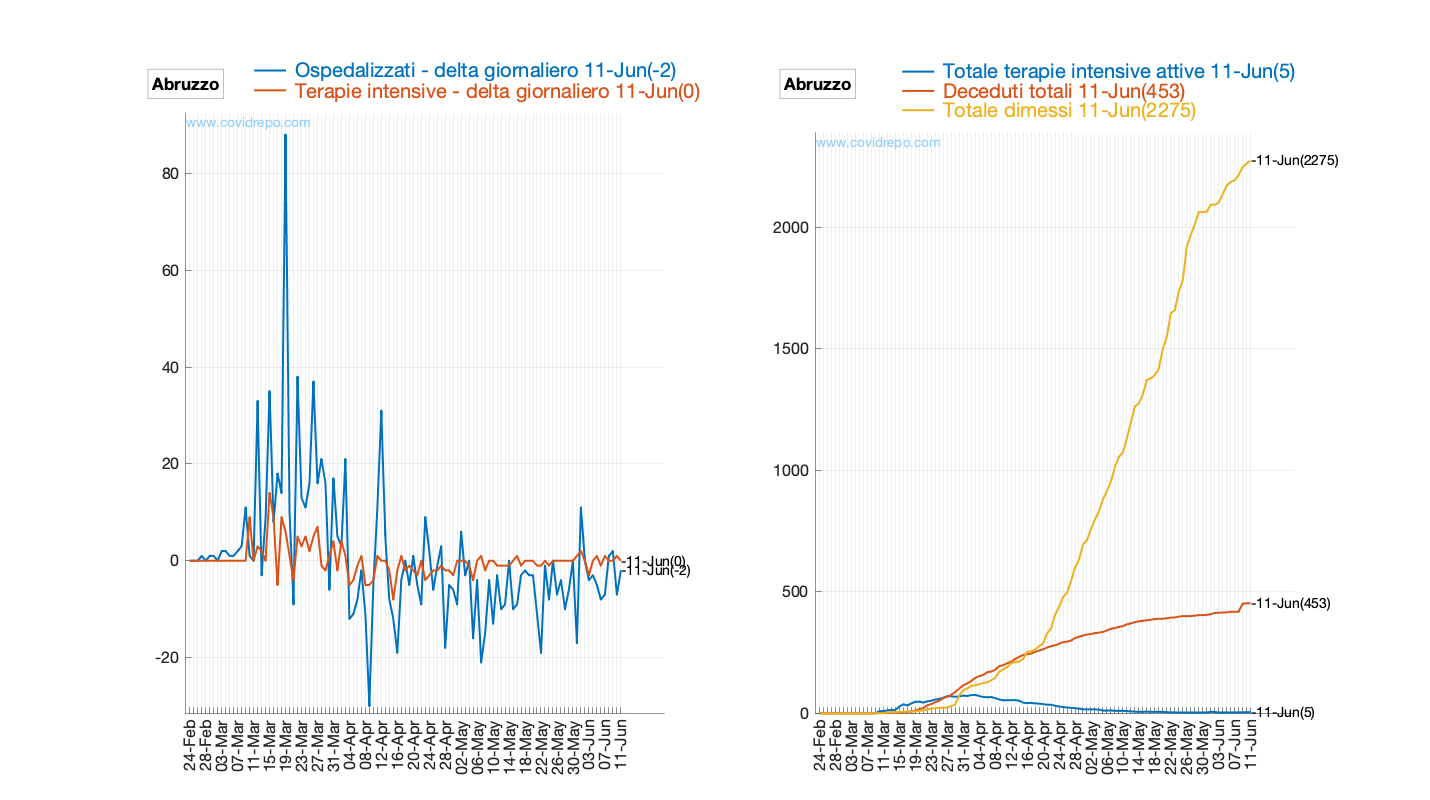 Abruzzo
Ospedalizzati - delta giornaliero 11-Jun(-2)
Terapie intensive - delta giornaliero 11-Jun(0)
www.covidrepo.com
80
60
40
20
0
-20
-11-Jun(0)
-11-Jun(-2)
24-Feb
28-Feb
03-Mar
07-Mar
11-Mar
15-Mar
19-Mar
23-Mar
27-Mar
31-Mar
04-Apr
08-Apr
12-Apr
16-Apr
20-Apr
24-Apr
28-Apr
02-May
06-May
10-May
14-May
18-May
22-May
26-May
30-May
03-Jun
07-Jun
11-Jun
Abruzzo
Totale terapie intensive attive 11-Jun(5)
Deceduti totali 11-Jun(453)
Totale dimessi 11-Jun(2275)
www.covidrepo.com
-11-Jun(2275)
2000
1500
1000
500
-11-Jun(453)
0
-11-Jun(5)
24-Feb
28-Feb
03-Mar
07-Mar
11-Mar
15-Mar
19-Mar
23-Mar
27-Mar
31-Mar
04-Apr
08-Apr
12-Apr
16-Apr
20-Apr
24-Apr
28-Apr
02-May
06-May
10-May
14-May
18-May
22-May
26-May
30-May
03-Jun
07-Jun
11-Jun